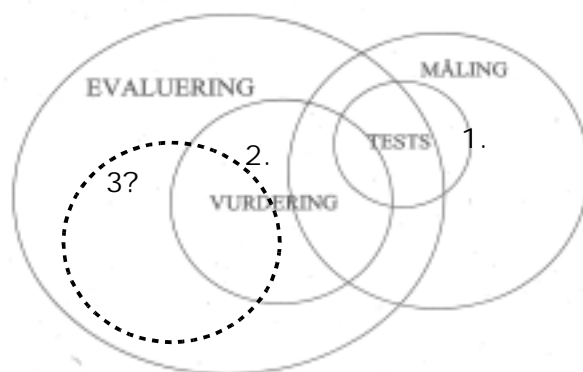 MÅLING
EVALUERING
TESTS 1.
2.
3?
VURDERING